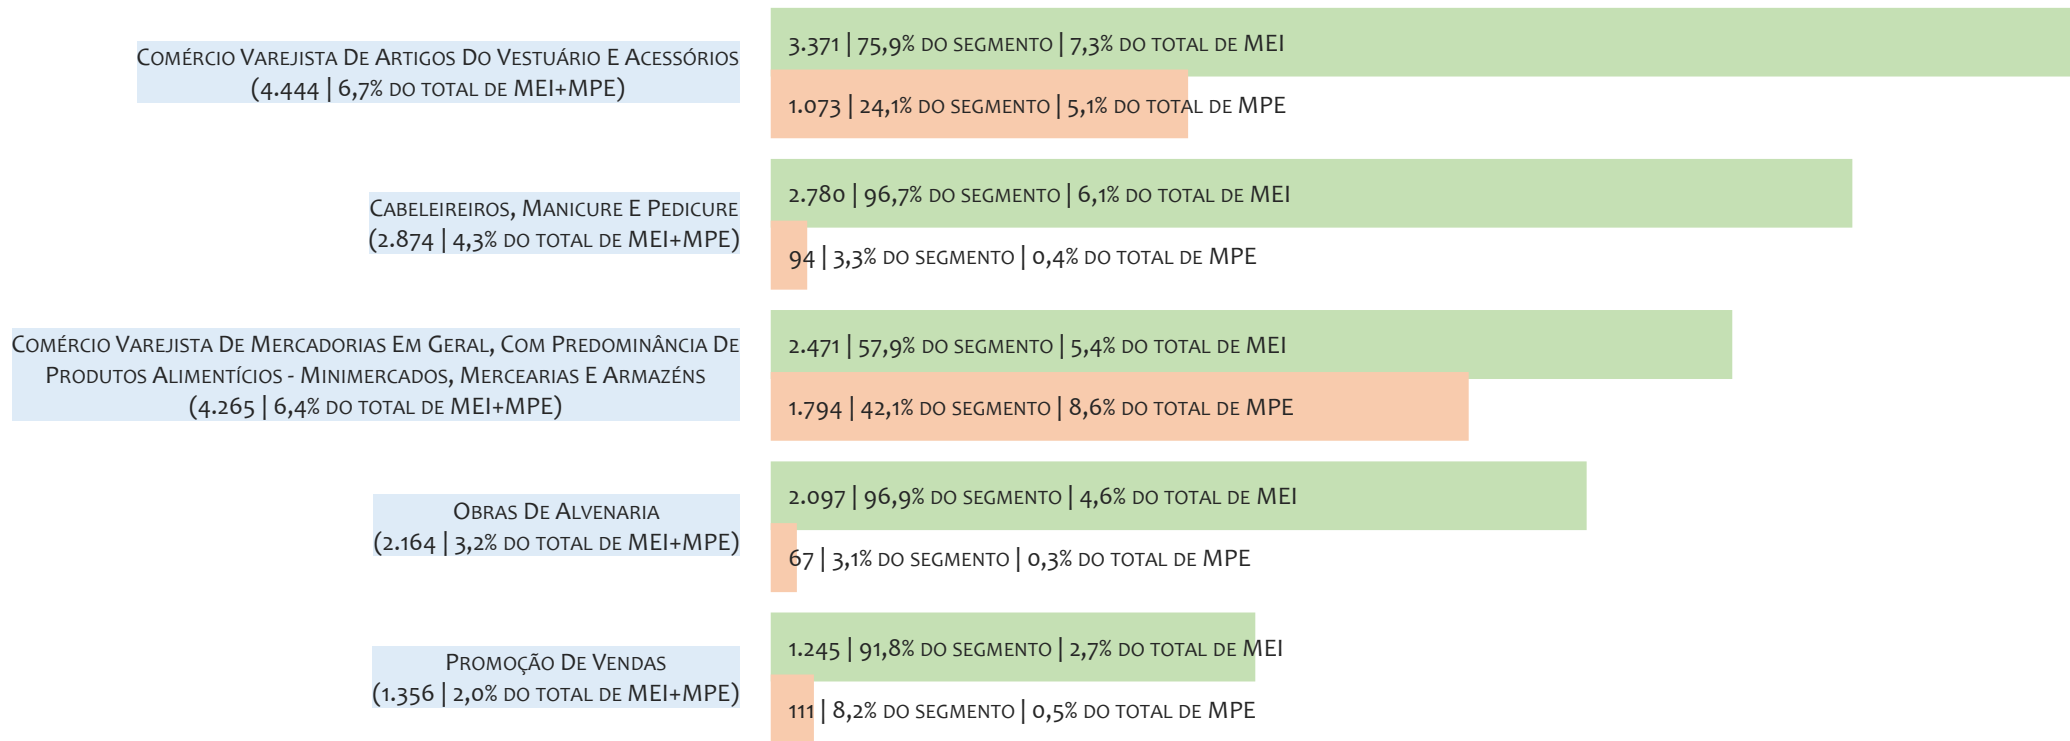 Comércio Varejista De Artigos Do Vestuário E Acessórios
(4.444 | 6,7% do total de MEI+MPE)
3.371 | 75,9% do segmento | 7,3% do total de MEI
1.073 | 24,1% do segmento | 5,1% do total de MPE
Cabeleireiros, Manicure E Pedicure
(2.874 | 4,3% do total de MEI+MPE)
2.780 | 96,7% do segmento | 6,1% do total de MEI
94 | 3,3% do segmento | 0,4% do total de MPE
Comércio Varejista De Mercadorias Em Geral, Com Predominância De
Produtos Alimentícios - Minimercados, Mercearias E Armazéns
(4.265 | 6,4% do total de MEI+MPE)
2.471 | 57,9% do segmento | 5,4% do total de MEI
1.794 | 42,1% do segmento | 8,6% do total de MPE
Obras De Alvenaria
(2.164 | 3,2% do total de MEI+MPE)
2.097 | 96,9% do segmento | 4,6% do total de MEI
67 | 3,1% do segmento | 0,3% do total de MPE
Promoção De Vendas
(1.356 | 2,0% do total de MEI+MPE)
1.245 | 91,8% do segmento | 2,7% do total de MEI
111 | 8,2% do segmento | 0,5% do total de MPE